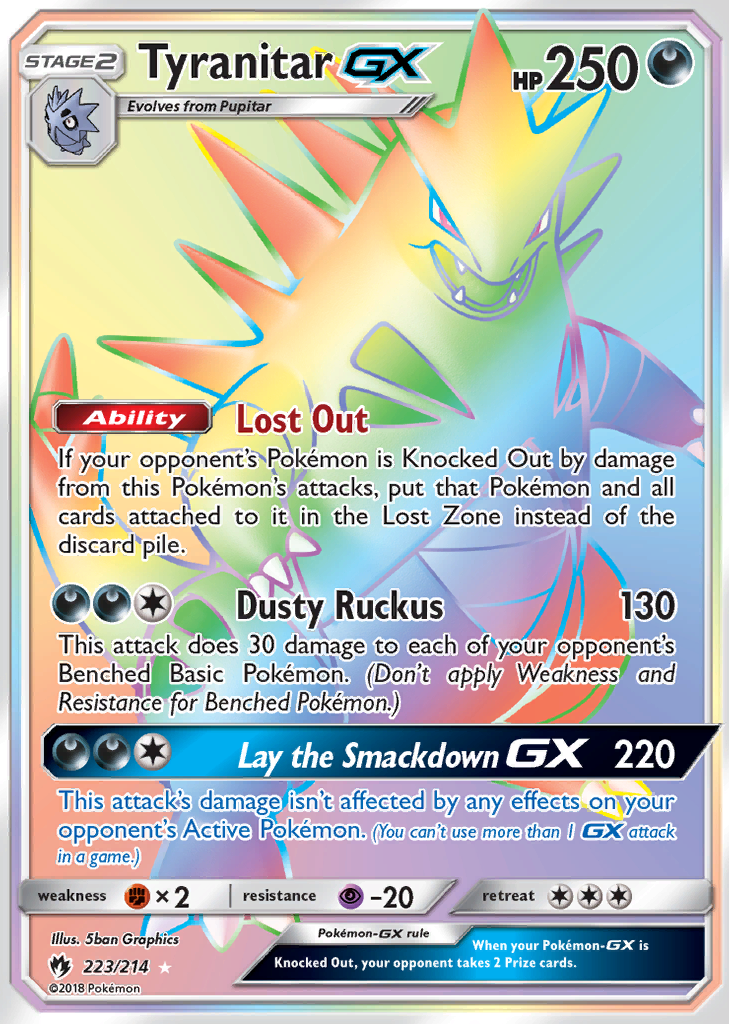 STAGE2 Tyranitar GX HP 250
Evolves from Pupitar
Ability Lost Out
If your opponent's Pokémon is Knocked Out by damage
from this Pokémon's attacks, put that Pokémon and all
cards attached to it in the Lost Zone instead of the
discard pile.
Dusty Ruckus 130
This attack does 30 damage to each of your opponent's
Benched Basic Pokémon. (Don't apply Weakness and
Resistance for Benched Pokémon.)
Lay the Smackdown GX 220
This attack's damage isn't affected by any effects on your
opponent's Active Pokémon. (You can't use more than 1 GX attack
in a game.)
weakness ×2 resistance -20 retreat
Illus. 5ban Graphics
Pokémon-GX rule
When your Pokémon-GX is
Knocked Out, your opponent takes 2 Prize cards.
223/214
©2018 Pokémon